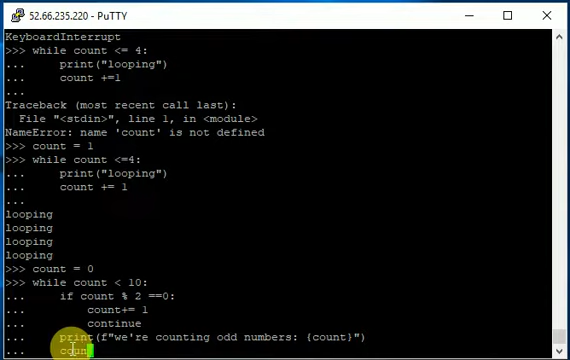 52.66.235.220 - PuTTY
KeyboardInterrupt
>>> while count <= 4:
...     print("looping")
...     count +=1
...
Traceback (most recent call last):
  File "<stdin>", line 1, in <module>
NameError: name 'count' is not defined
>>> count = 1
>>> while count <=4:
...     print("looping")
...     count += 1
...
looping
looping
looping
looping
>>> count = 0
>>> while count < 10:
...     if count % 2 ==0:
...         count+= 1
...         continue
...     print(f"we're counting odd numbers: {count}")
...     coun